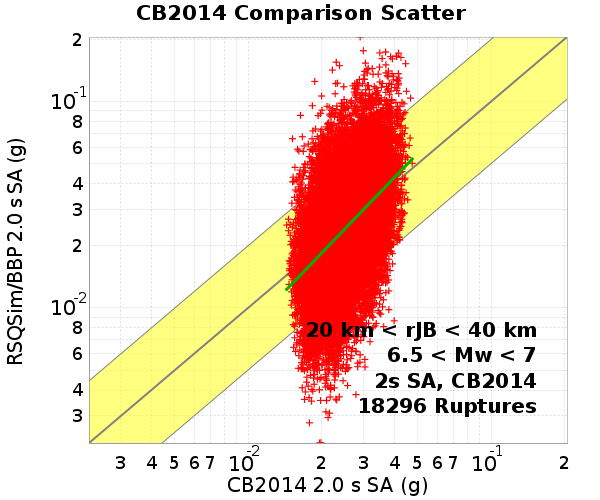 CB2014 Comparison Scatter
RSQSim/BBP 2.0 s SA (g)
2
10-1
8
6
4
3
2
10-2
8
6
4
3
20 km < rJB < 40 km
6.5 < Mw < 7
2s SA, CB2014
18296 Ruptures
3 4 5 6 7 10-2 2 3 4 5 6 7 10-1 2
CB2014 2.0 s SA (g)